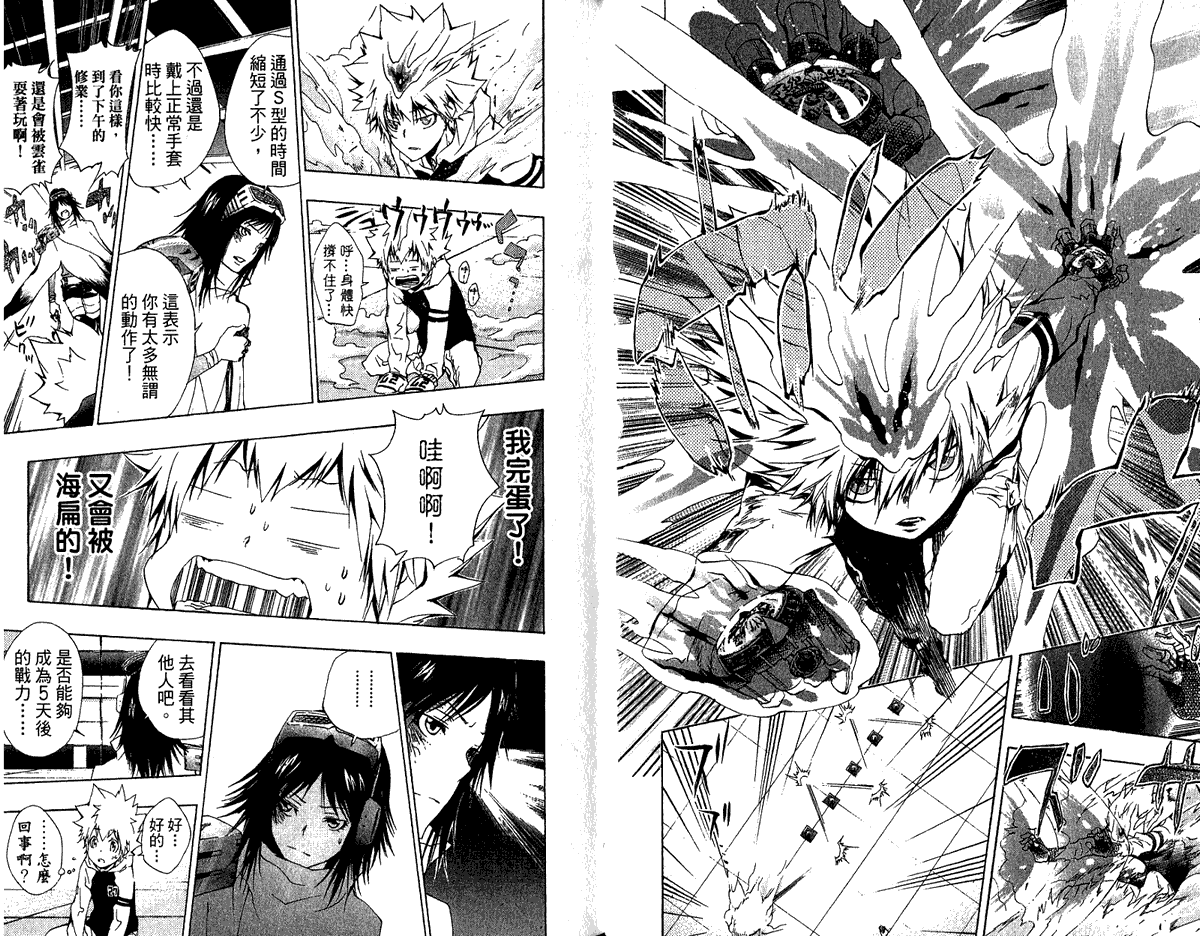 通過S型的時間
縮短了不少，
不過還是
戴上正常手套
時比較快……
看你這樣，
到了下午的
修業……
還是會被雲雀
耍著玩啊！
ウゥウゥゥ…
呼…身體快
撐不住了…
這表示
你有太多無謂
的動作了！
我完蛋了！
哇啊啊！
又會被
海扁的！
……
去看看其
他人吧。
是否能夠
成為5天後
的戰力……
好…
好的…
……怎麼
回事啊？